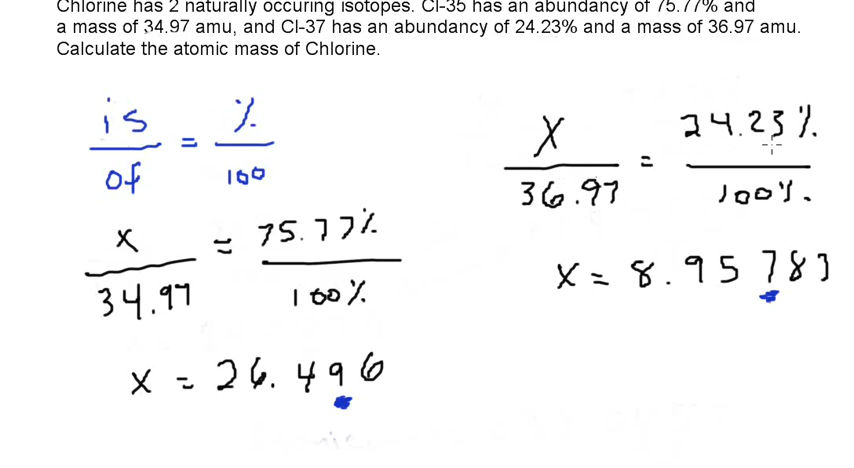 Chlorine has 2 naturally occuring isotopes. Cl-35 has an abundancy of 75.77% and
a mass of 34.97 amu, and Cl-37 has an abundancy of 24.23% and a mass of 36.97 amu.
Calculate the atomic mass of Chlorine.
is/of = %/100
x/34.97 = 75.77%/100%
x = 26.496
X/36.97 = 24.23%/100%.
x = 8.95783